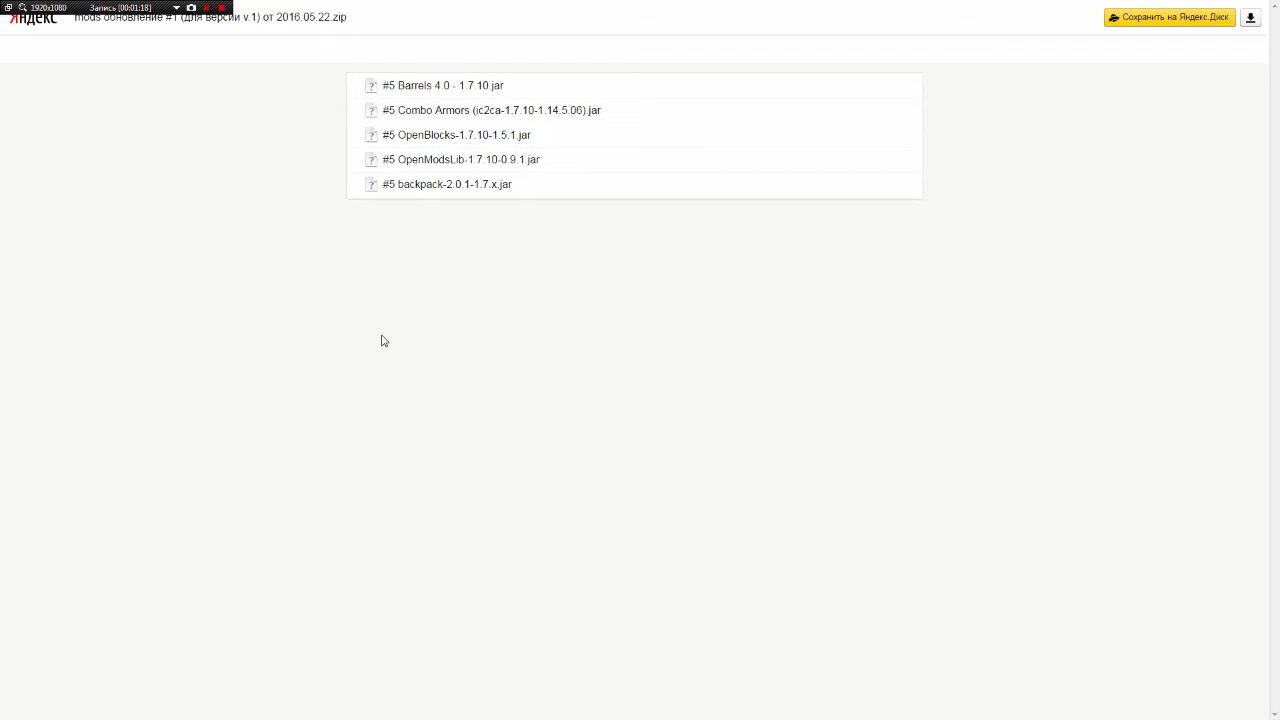 1920x1080 Запись [00:01:18]
Яндекс mods обновление #1 (для версии v.1) от 2016.05.22.zip Сохранить на Яндекс.Диск
#5 Barrels 4.0 - 1.7.10.jar
#5 Combo Armors (ic2ca-1.7.10-1.14.5.06).jar
#5 OpenBlocks-1.7.10-1.5.1.jar
#5 OpenModsLib-1.7.10-0.9.1.jar
#5 backpack-2.0.1-1.7.x.jar